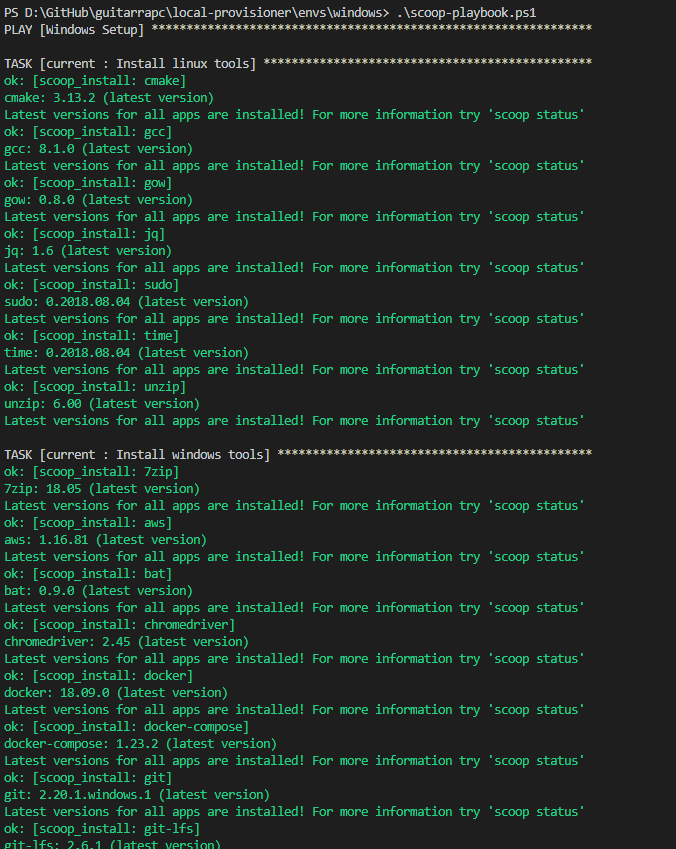 PS D:\GitHub\guitarrapc\local-provisioner\envs\windows> .\scoop-playbook.ps1
PLAY [Windows Setup] ***************************************************************
TASK [current : Install linux tools] ***********************************************
ok: [scoop_install: cmake]
cmake: 3.13.2 (latest version)
Latest versions for all apps are installed! For more information try 'scoop status'
ok: [scoop_install: gcc]
gcc: 8.1.0 (latest version)
Latest versions for all apps are installed! For more information try 'scoop status'
ok: [scoop_install: gow]
gow: 0.8.0 (latest version)
Latest versions for all apps are installed! For more information try 'scoop status'
ok: [scoop_install: jq]
jq: 1.6 (latest version)
Latest versions for all apps are installed! For more information try 'scoop status'
ok: [scoop_install: sudo]
sudo: 0.2018.08.04 (latest version)
Latest versions for all apps are installed! For more information try 'scoop status'
ok: [scoop_install: time]
time: 0.2018.08.04 (latest version)
Latest versions for all apps are installed! For more information try 'scoop status'
ok: [scoop_install: unzip]
unzip: 6.00 (latest version)
Latest versions for all apps are installed! For more information try 'scoop status'
TASK [current : Install windows tools] *********************************************
ok: [scoop_install: 7zip]
7zip: 18.05 (latest version)
Latest versions for all apps are installed! For more information try 'scoop status'
ok: [scoop_install: aws]
aws: 1.16.81 (latest version)
Latest versions for all apps are installed! For more information try 'scoop status'
ok: [scoop_install: bat]
bat: 0.9.0 (latest version)
Latest versions for all apps are installed! For more information try 'scoop status'
ok: [scoop_install: chromedriver]
chromedriver: 2.45 (latest version)
Latest versions for all apps are installed! For more information try 'scoop status'
ok: [scoop_install: docker]
docker: 18.09.0 (latest version)
Latest versions for all apps are installed! For more information try 'scoop status'
ok: [scoop_install: docker-compose]
docker-compose: 1.23.2 (latest version)
Latest versions for all apps are installed! For more information try 'scoop status'
ok: [scoop_install: git]
git: 2.20.1.windows.1 (latest version)
Latest versions for all apps are installed! For more information try 'scoop status'
ok: [scoop_install: git-lfs]
git-lfs: 2.6.1 (latest version)